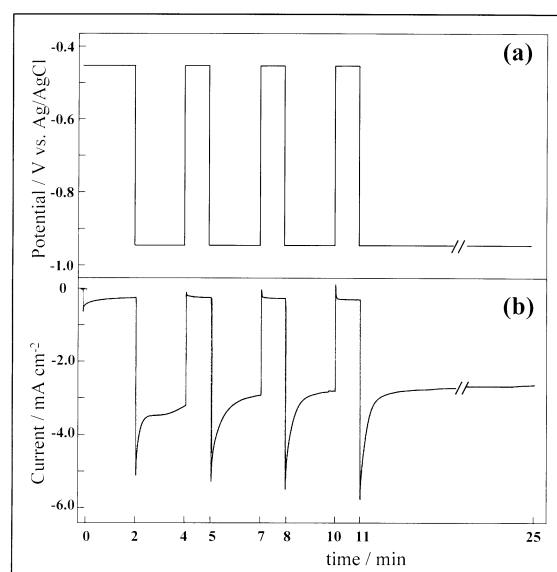 (a)
Potential / V vs. Ag/AgCl
-0.4
-0.6
-0.8
-1.0
(b)
Current / mA cm⁻²
0
-2.0
-4.0
-6.0
0 2 4 5 7 8 10 11 25
time / min